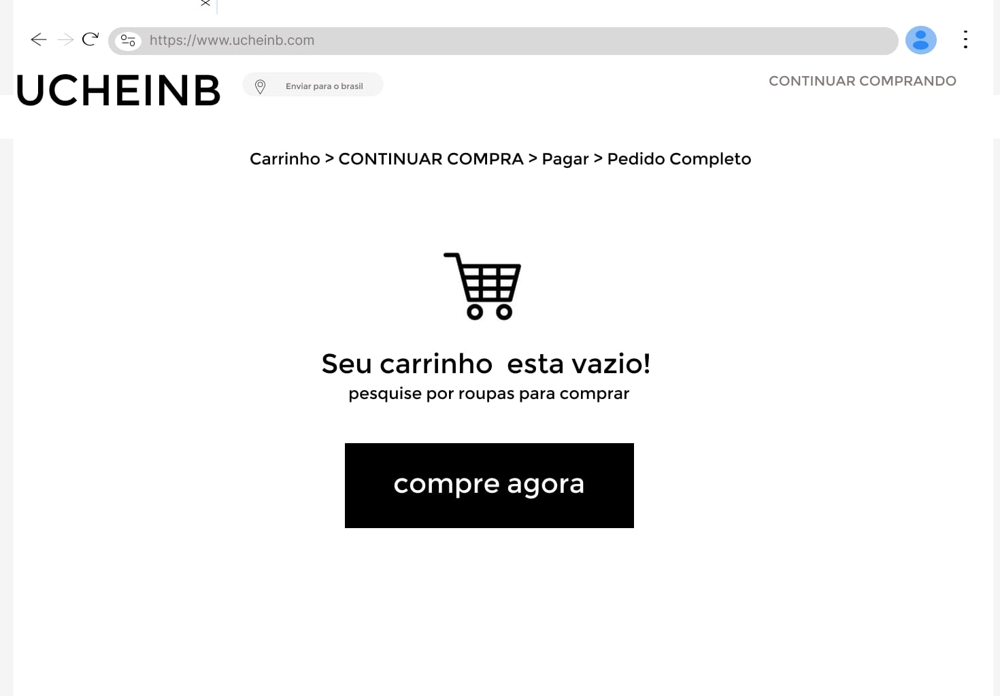 https://www.ucheinb.com
UCHEINB
Enviar para o brasil
CONTINUAR COMPRANDO
Carrinho > CONTINUAR COMPRA > Pagar > Pedido Completo
Seu carrinho esta vazio!
pesquise por roupas para comprar
compre agora